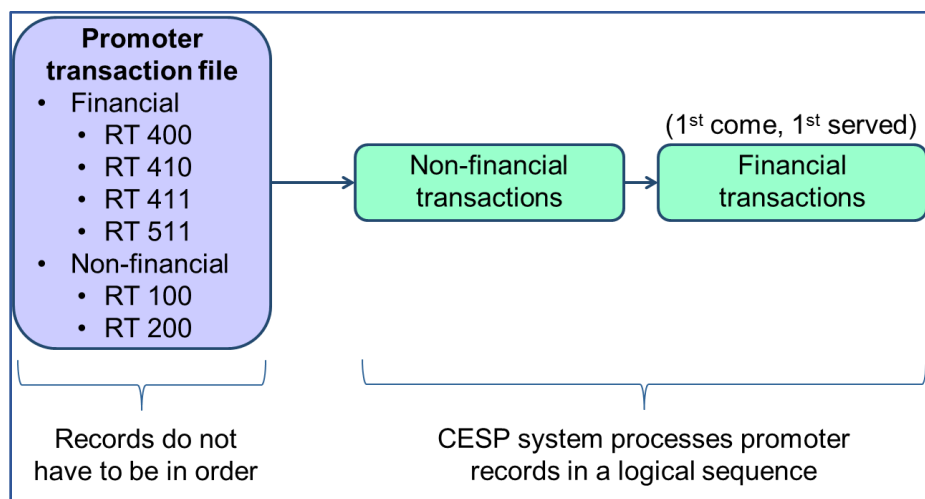 Promoter
transaction file
• Financial
• RT 400
• RT 410
• RT 411
• RT 511
• Non-financial
• RT 100
• RT 200
Non-financial
transactions
(1st come, 1st served)
Financial
transactions
Records do not
have to be in order
CESP system processes promoter
records in a logical sequence